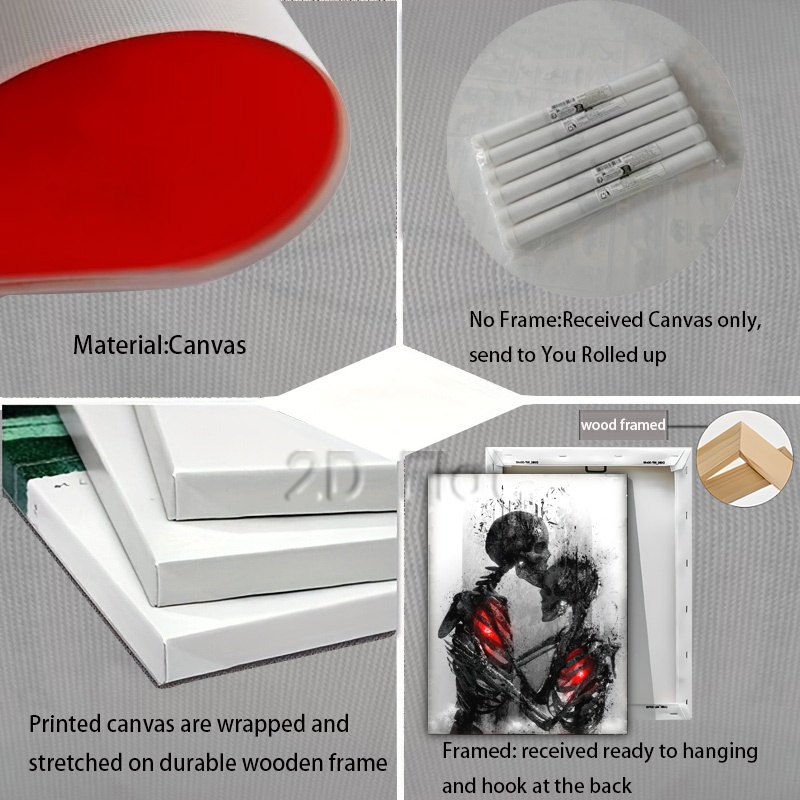 Material:Canvas
No Frame:Received Canvas only,
send to You Rolled up
wood framed
2.D
Printed canvas are wrapped and
stretched on durable wooden frame
Framed: received ready to hanging
and hook at the back